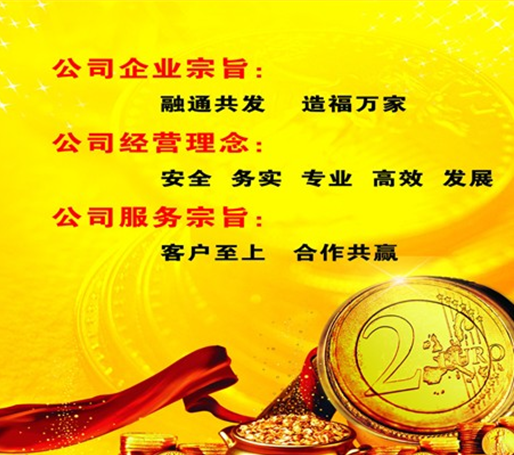 公司企业宗旨：
融通共发 造福万家
公司经营理念：
安全 务实 专业 高效 发展
公司服务宗旨：
客户至上 合作共赢
2 EURO